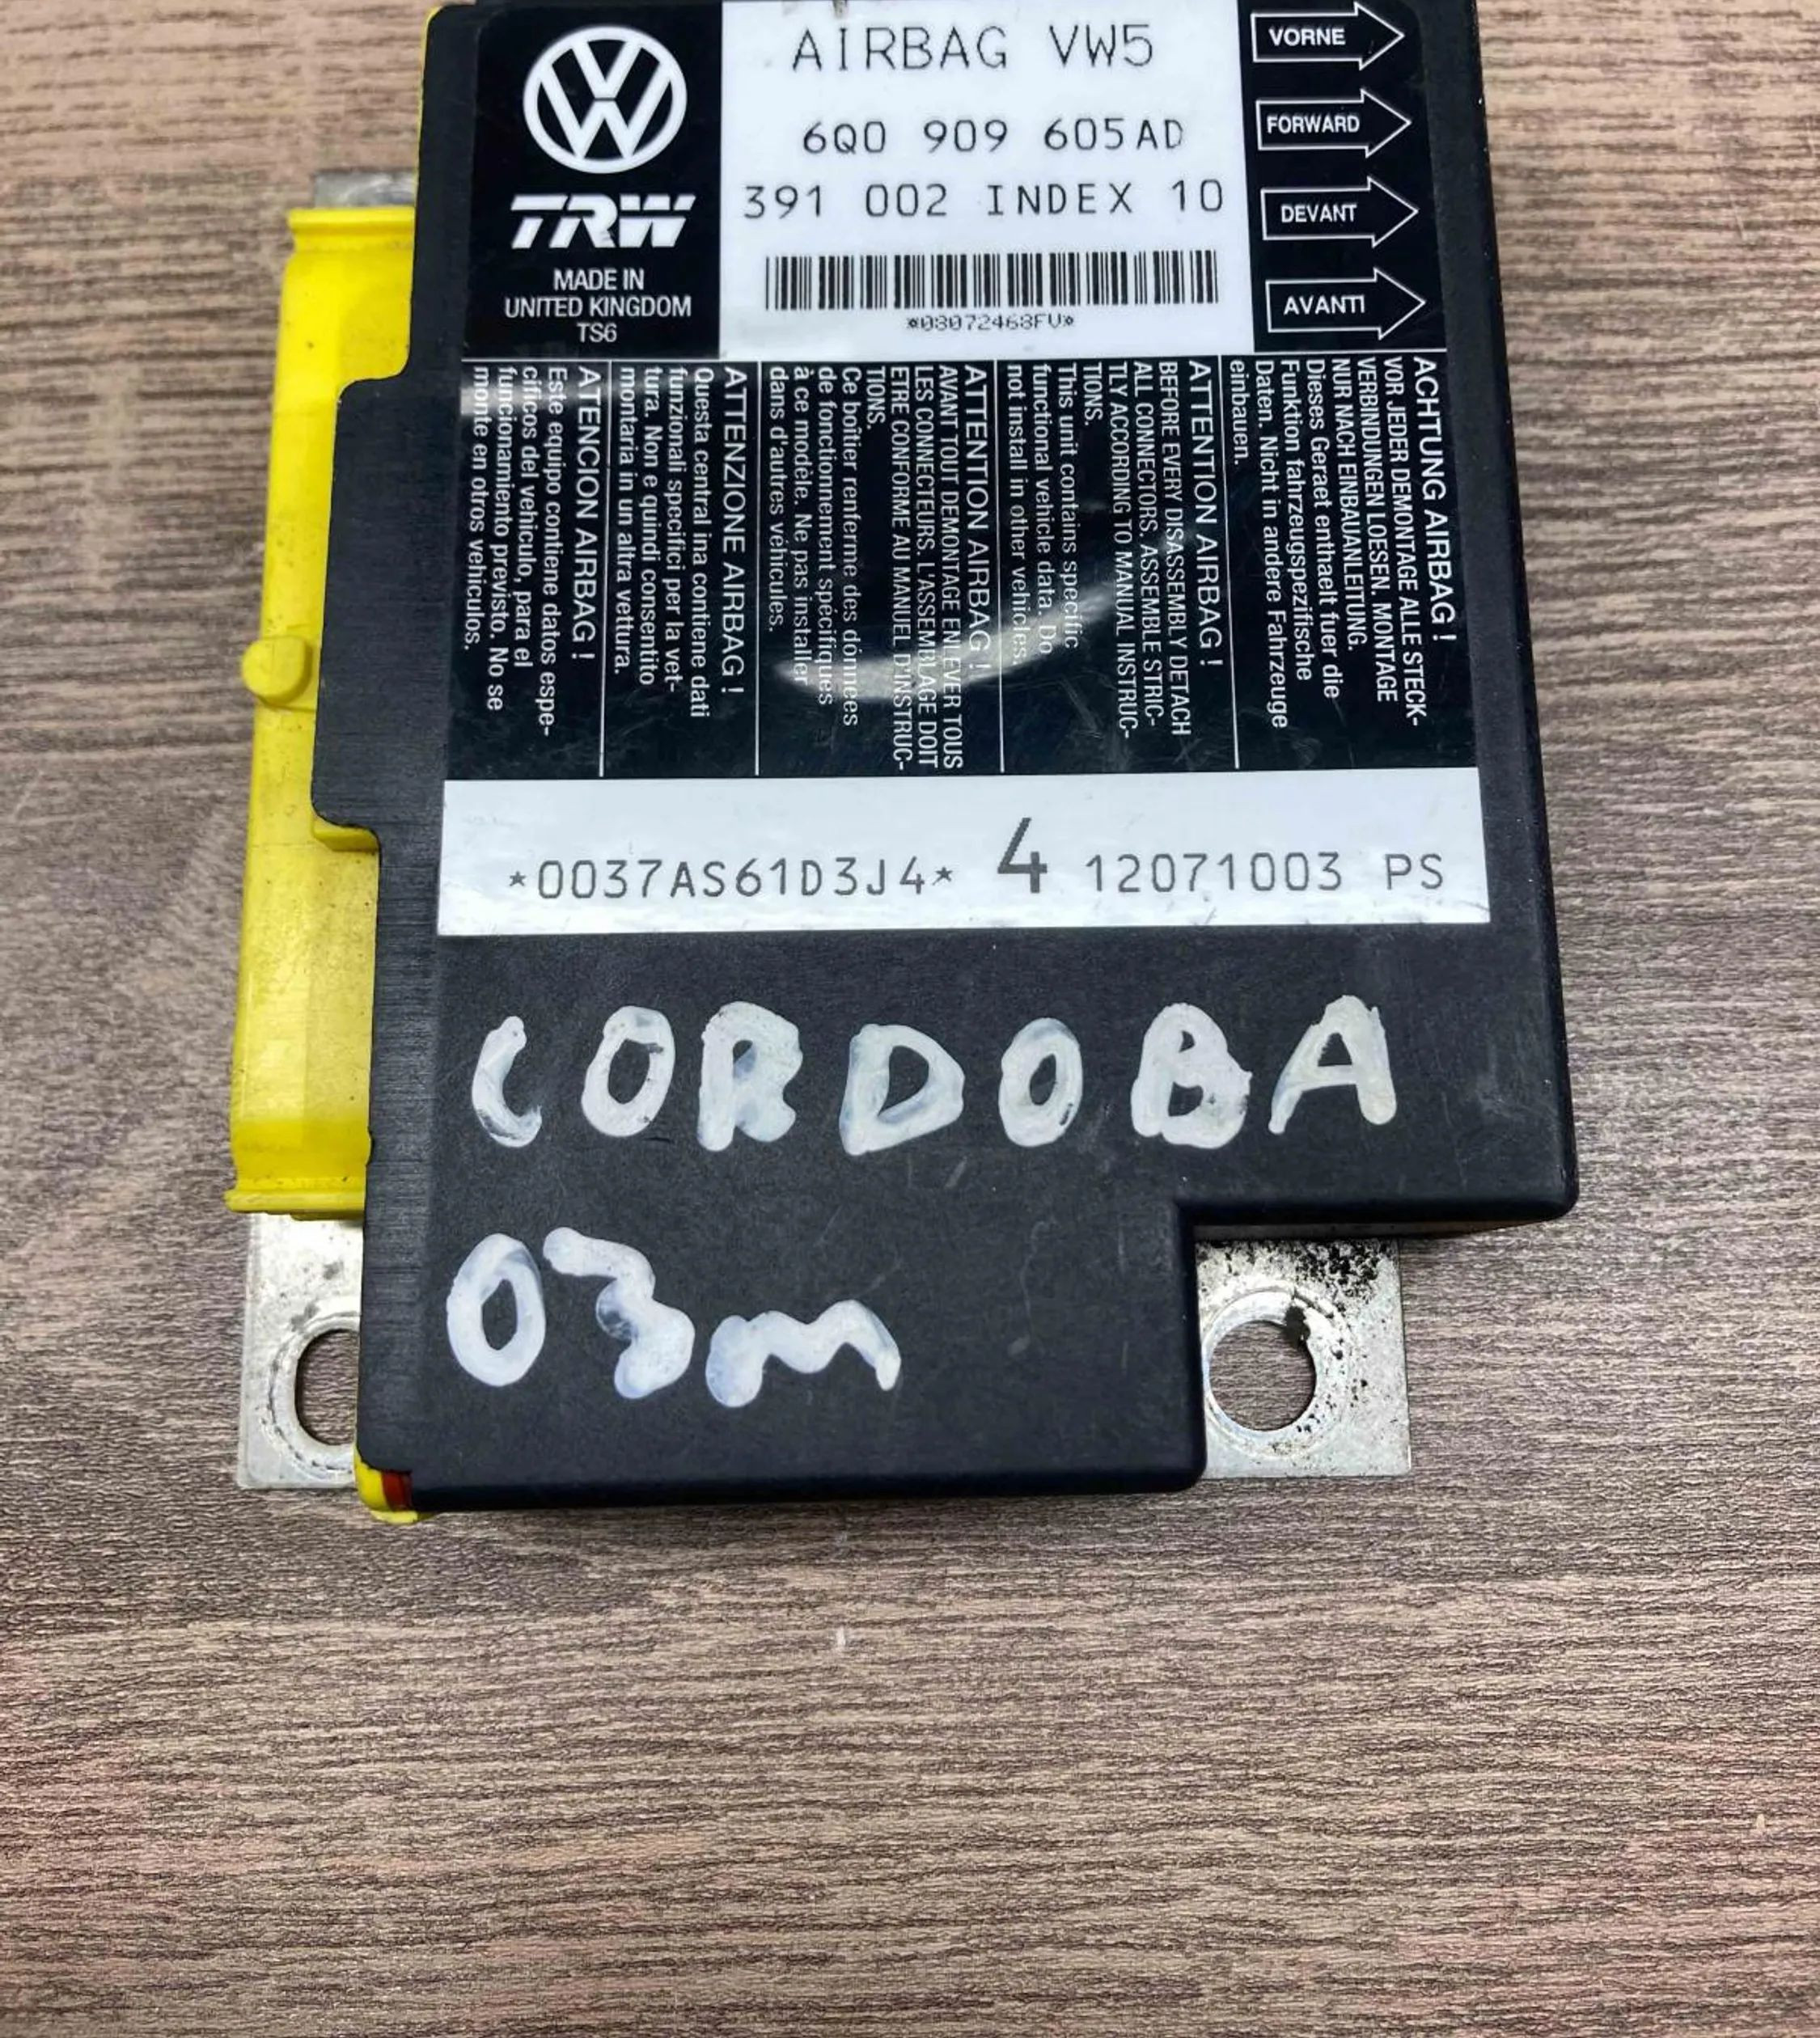 AIRBAG VW5
6Q0 909 605AD
391 002 INDEX 10
*08072468FV*
TRW
MADE IN
UNITED KINGDOM
TS6
VORNE
FORWARD
DEVANT
AVANTI
ACHTUNG AIRBAG !
VOR JEDER DEMONTAGE ALLE STECK-
VERBINDUNGEN LOESEN. MONTAGE
NUR NACH EINBAUANLEITUNG.
Dieses Geraet enthaelt fuer die
Funktion fahrzeugspezifische
Daten. Nicht in andere Fahrzeuge
einbauen.
ATTENTION AIRBAG !
BEFORE EVERY DISASSEMBLY DETACH
ALL CONNECTORS. ASSEMBLE STRIC-
TLY ACCORDING TO MANUAL INSTRUC-
TIONS.
This unit contains specific
functional vehicle data. Do
not install in other vehicles.
ATTENTION AIRBAG !
AVANT TOUT DEMONTAGE ENLEVER TOUS
LES CONNECTEURS. L'ASSEMBLAGE DOIT
ETRE CONFORME AU MANUEL D'INSTRUC-
TIONS.
Ce boîtier renferme des données
de fonctionnement spécifiques
à ce modèle. Ne pas installer
dans d'autres véhicules.
ATTENZIONE AIRBAG !
Questa central ina contiene dati
funzionali specifici per la vet-
tura. Non e quindi consentito
montaria in un altra vettura.
ATENCION AIRBAG !
Este equipo contiene datos espe-
cificos del vehiculo, para el
funcionamiento previsto. No se
monte en otros vehiculos.
*0037AS61D3J4* 4 12071003 PS
CORDOBA
03m